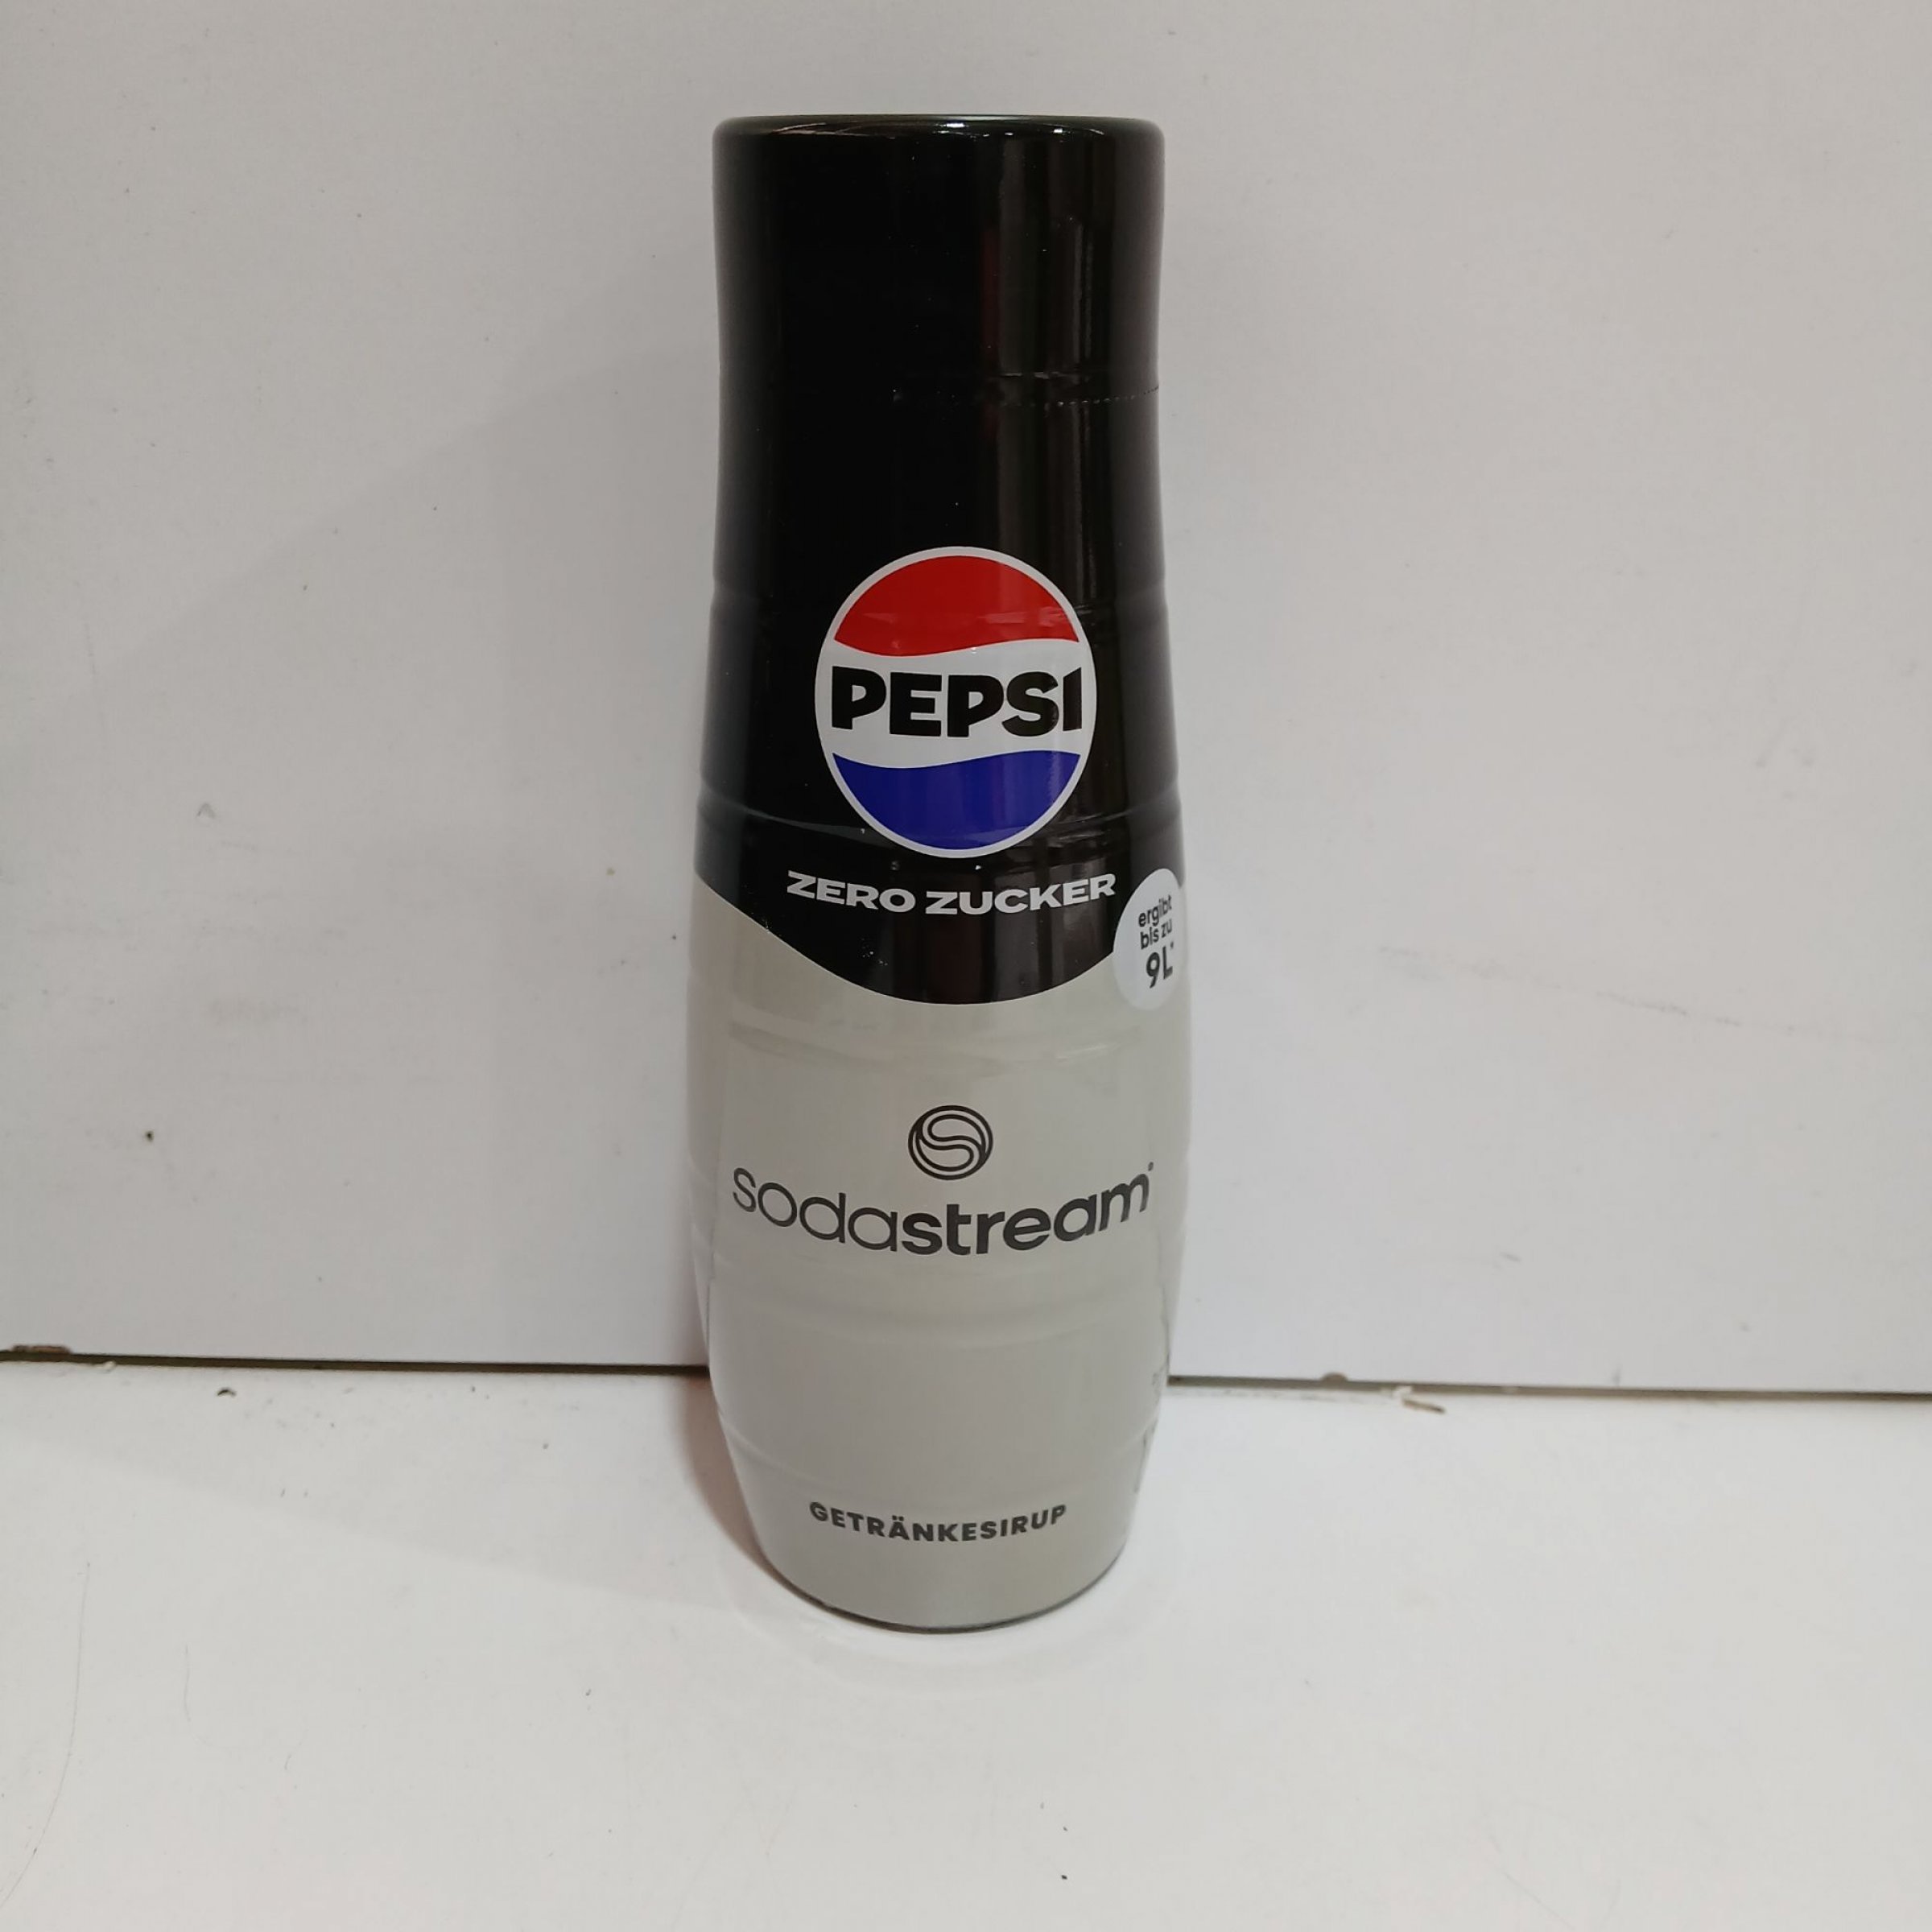 PEPSI
ZERO ZUCKER
ergibt
bis zu
9L*
sodastream®
GETRÄNKESIRUP